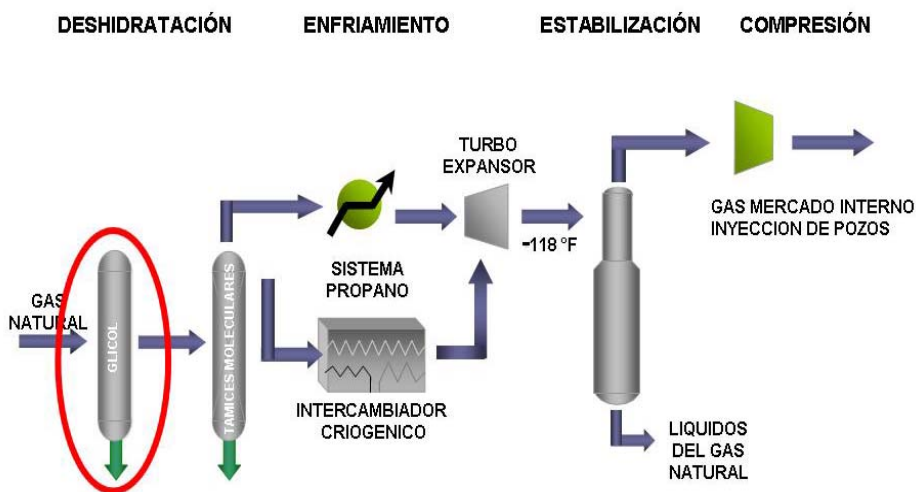 DESHIDRATACIÓN
ENFRIAMIENTO
ESTABILIZACIÓN
COMPRESIÓN
GAS
NATURAL
GLICOL
TAMICES MOLECULARES
SISTEMA
PROPANO
INTERCAMBIADOR
CRIOGENICO
TURBO
EXPANSOR
-118 °F
LIQUIDOS
DEL GAS
NATURAL
GAS MERCADO INTERNO
INYECCION DE POZOS